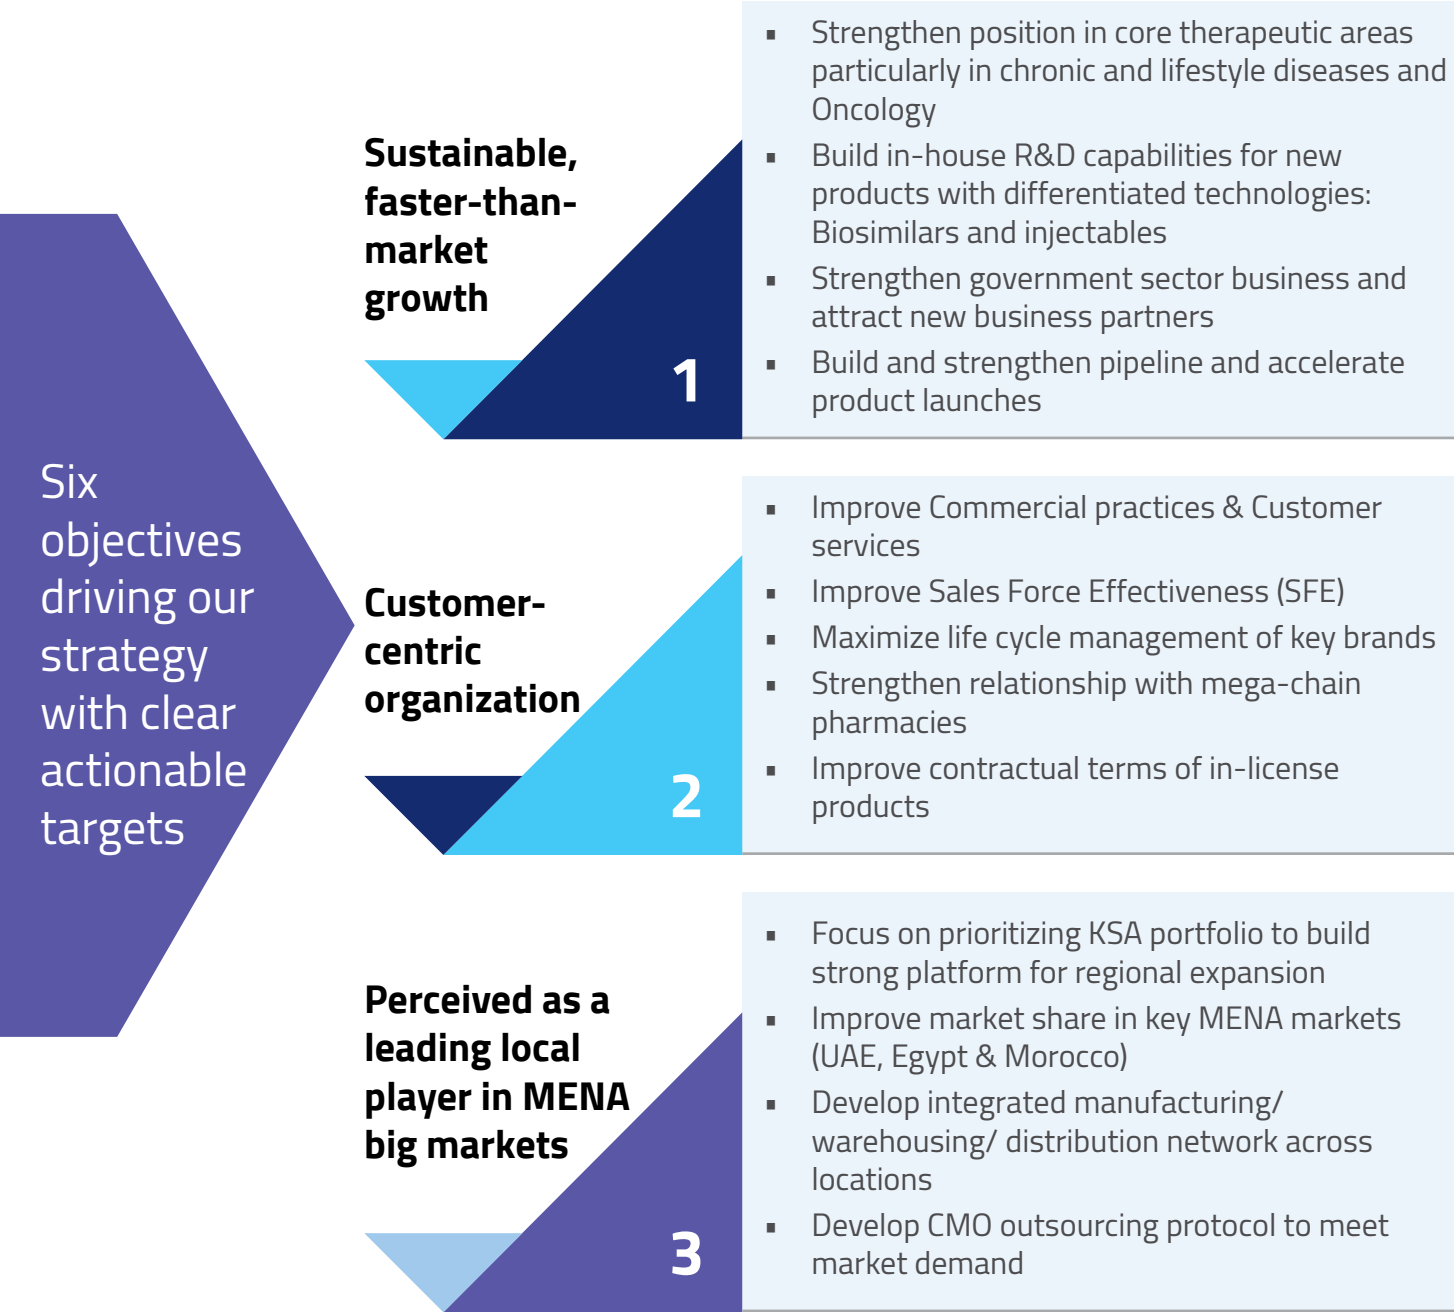 Six
objectives
driving our
strategy
with clear
actionable
targets
Sustainable,
faster-than-
market
growth
1
▪ Strengthen position in core therapeutic areas
particularly in chronic and lifestyle diseases and
Oncology
▪ Build in-house R&D capabilities for new
products with differentiated technologies:
Biosimilars and injectables
▪ Strengthen government sector business and
attract new business partners
▪ Build and strengthen pipeline and accelerate
product launches
Customer-
centric
organization
2
▪ Improve Commercial practices & Customer
services
▪ Improve Sales Force Effectiveness (SFE)
▪ Maximize life cycle management of key brands
▪ Strengthen relationship with mega-chain
pharmacies
▪ Improve contractual terms of in-license
products
Perceived as a
leading local
player in MENA
big markets
3
▪ Focus on prioritizing KSA portfolio to build
strong platform for regional expansion
▪ Improve market share in key MENA markets
(UAE, Egypt & Morocco)
▪ Develop integrated manufacturing/
warehousing/ distribution network across
locations
▪ Develop CMO outsourcing protocol to meet
market demand